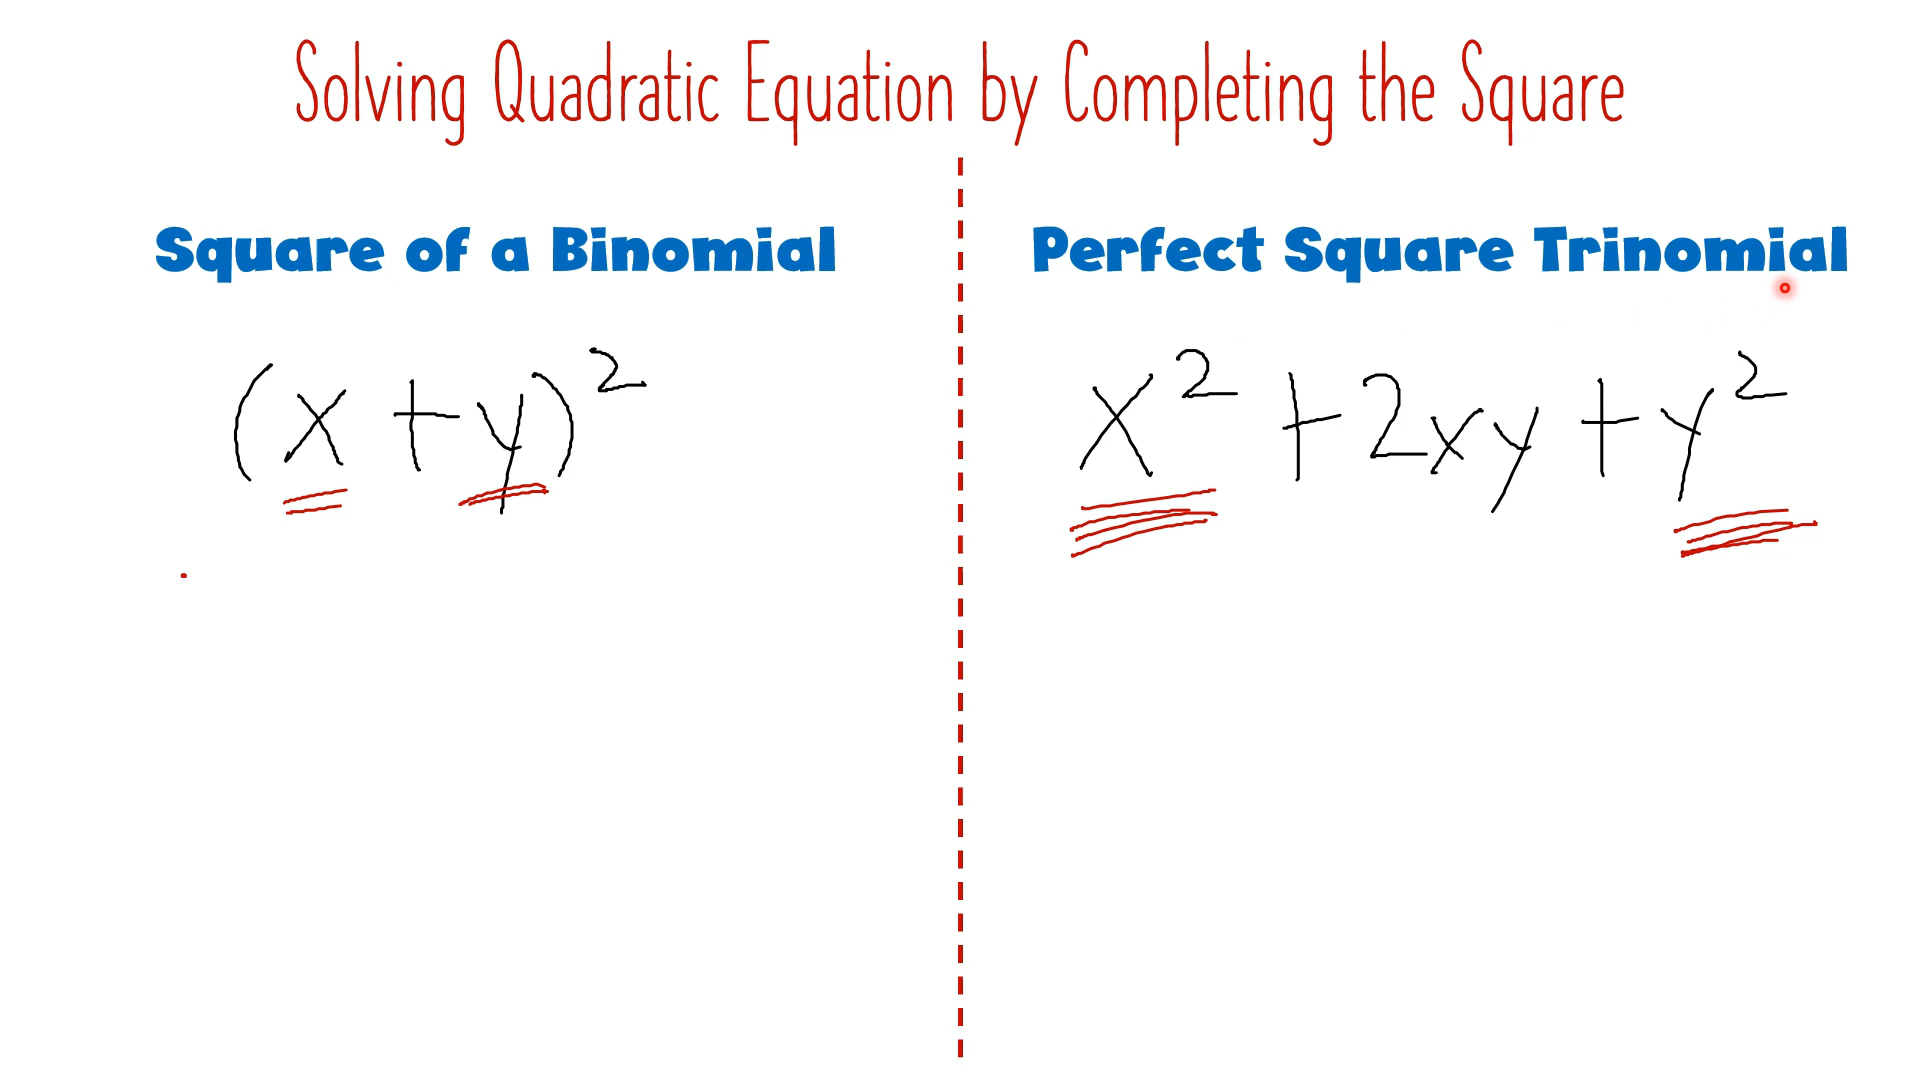 Solving Quadratic Equation by Completing the Square
Square of a Binomial
(x + y)²
Perfect Square Trinomial
x² + 2xy + y²